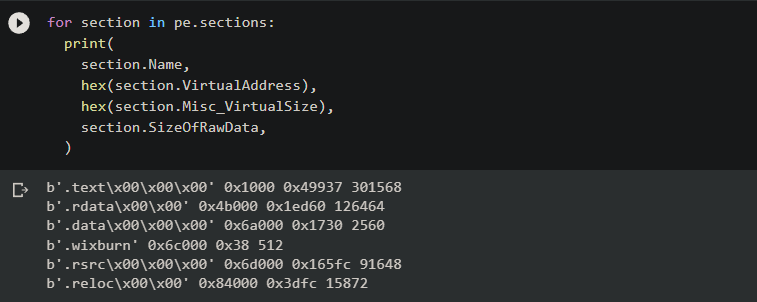 for section in pe.sections:
  print(
    section.Name,
    hex(section.VirtualAddress),
    hex(section.Misc_VirtualSize),
    section.SizeOfRawData,
  )
b'.text\x00\x00\x00' 0x1000 0x49937 301568
b'.rdata\x00\x00' 0x4b000 0x1ed60 126464
b'.data\x00\x00\x00' 0x6a000 0x1730 2560
b'.wixburn' 0x6c000 0x38 512
b'.rsrc\x00\x00\x00' 0x6d000 0x165fc 91648
b'.reloc\x00\x00' 0x84000 0x3dfc 15872